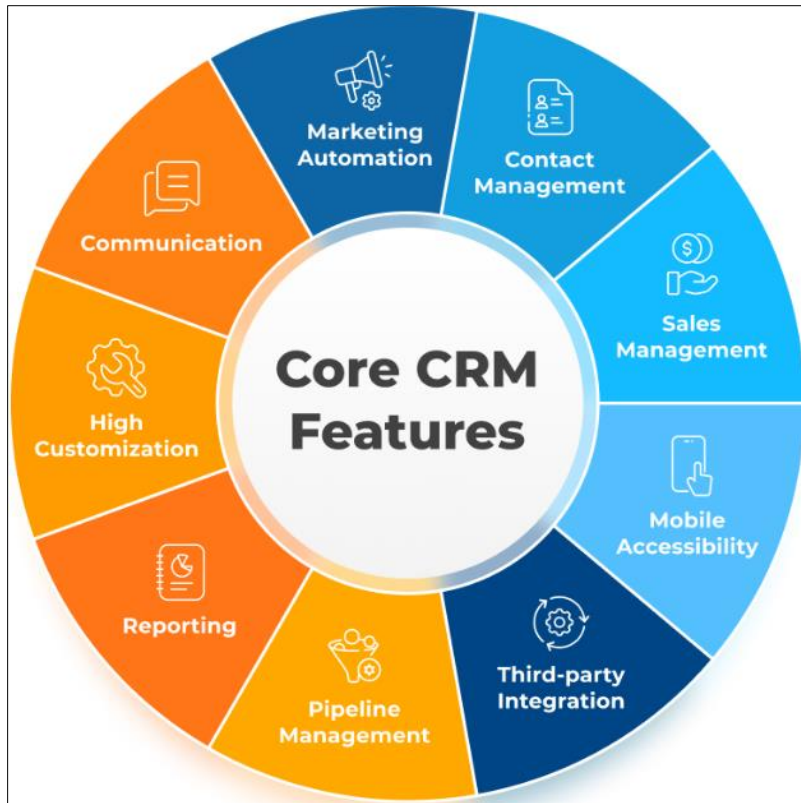 Core CRM
Features
Marketing
Automation
Contact
Management
Sales
Management
Mobile
Accessibility
Third-party
Integration
Pipeline
Management
Reporting
High
Customization
Communication